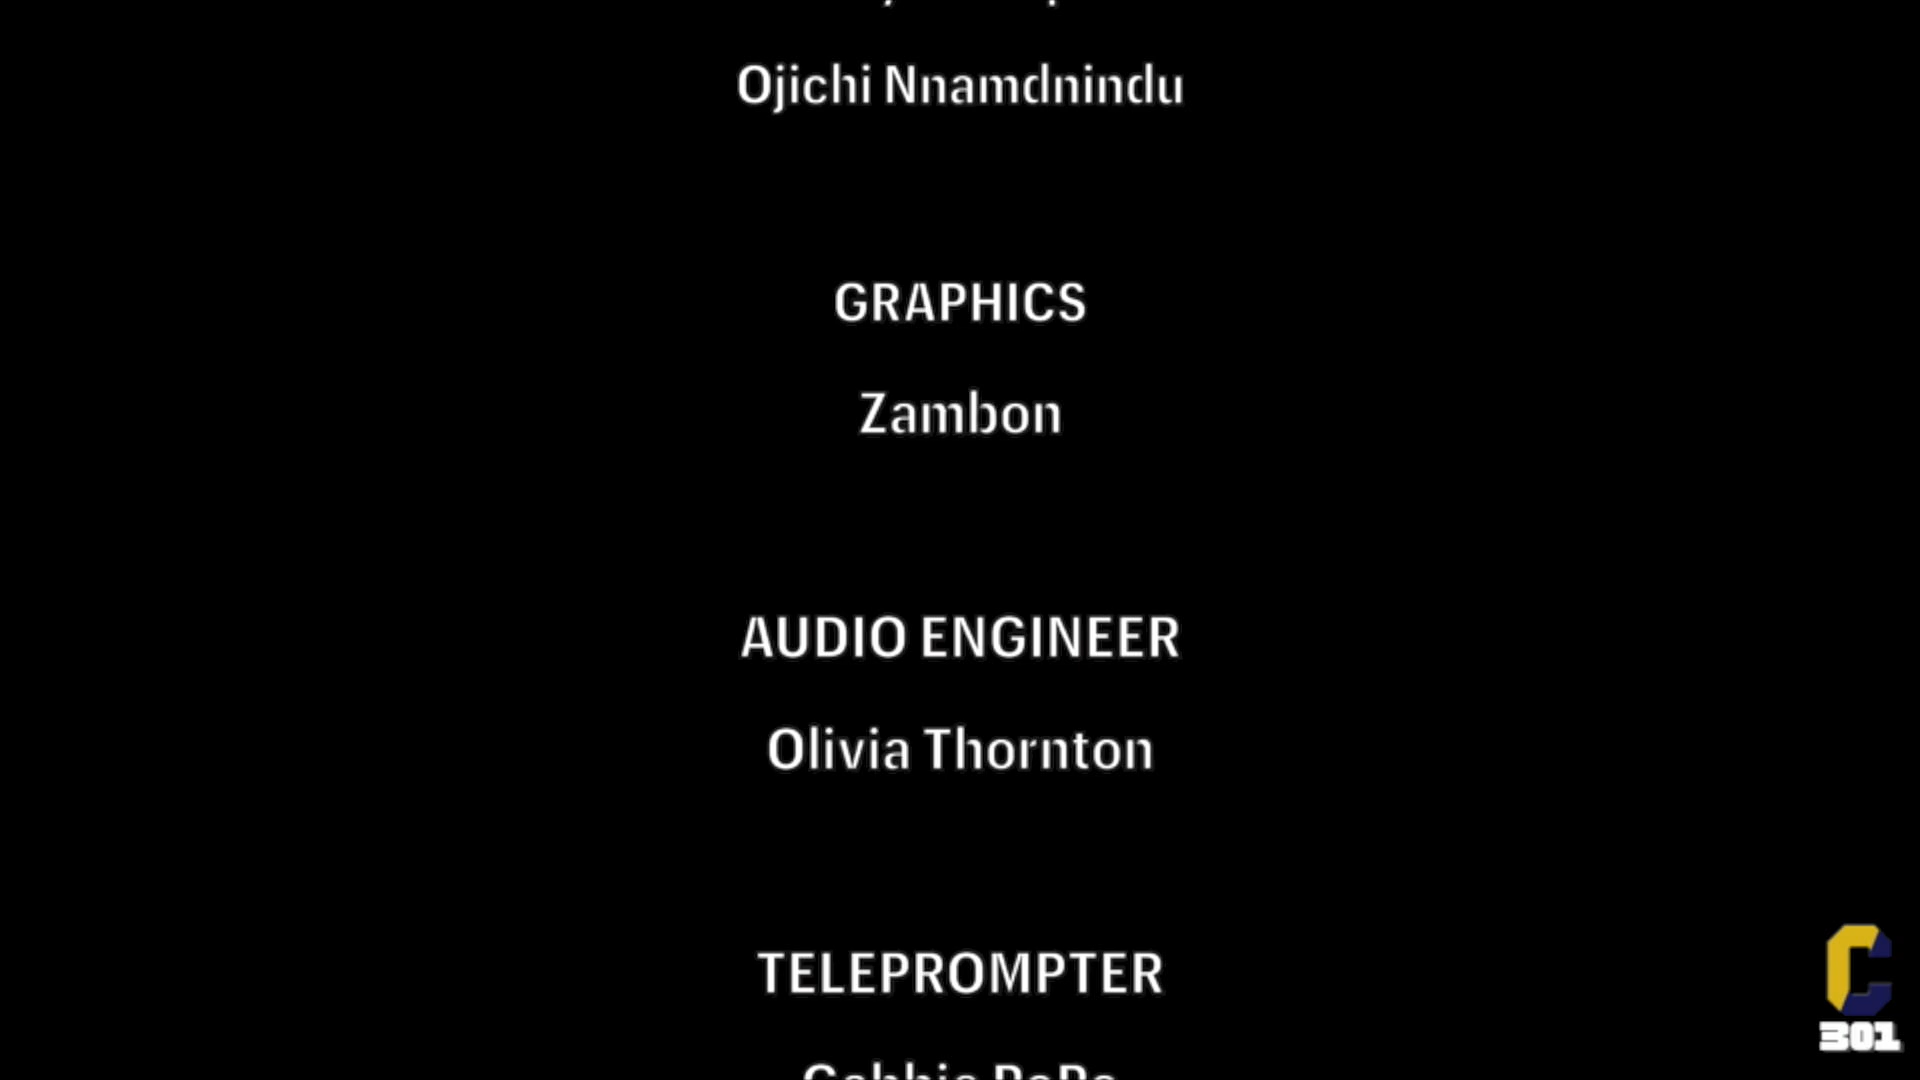 Ojichi Nnamdnindu
GRAPHICS
Zambon
AUDIO ENGINEER
Olivia Thornton
TELEPROMPTER
C
301